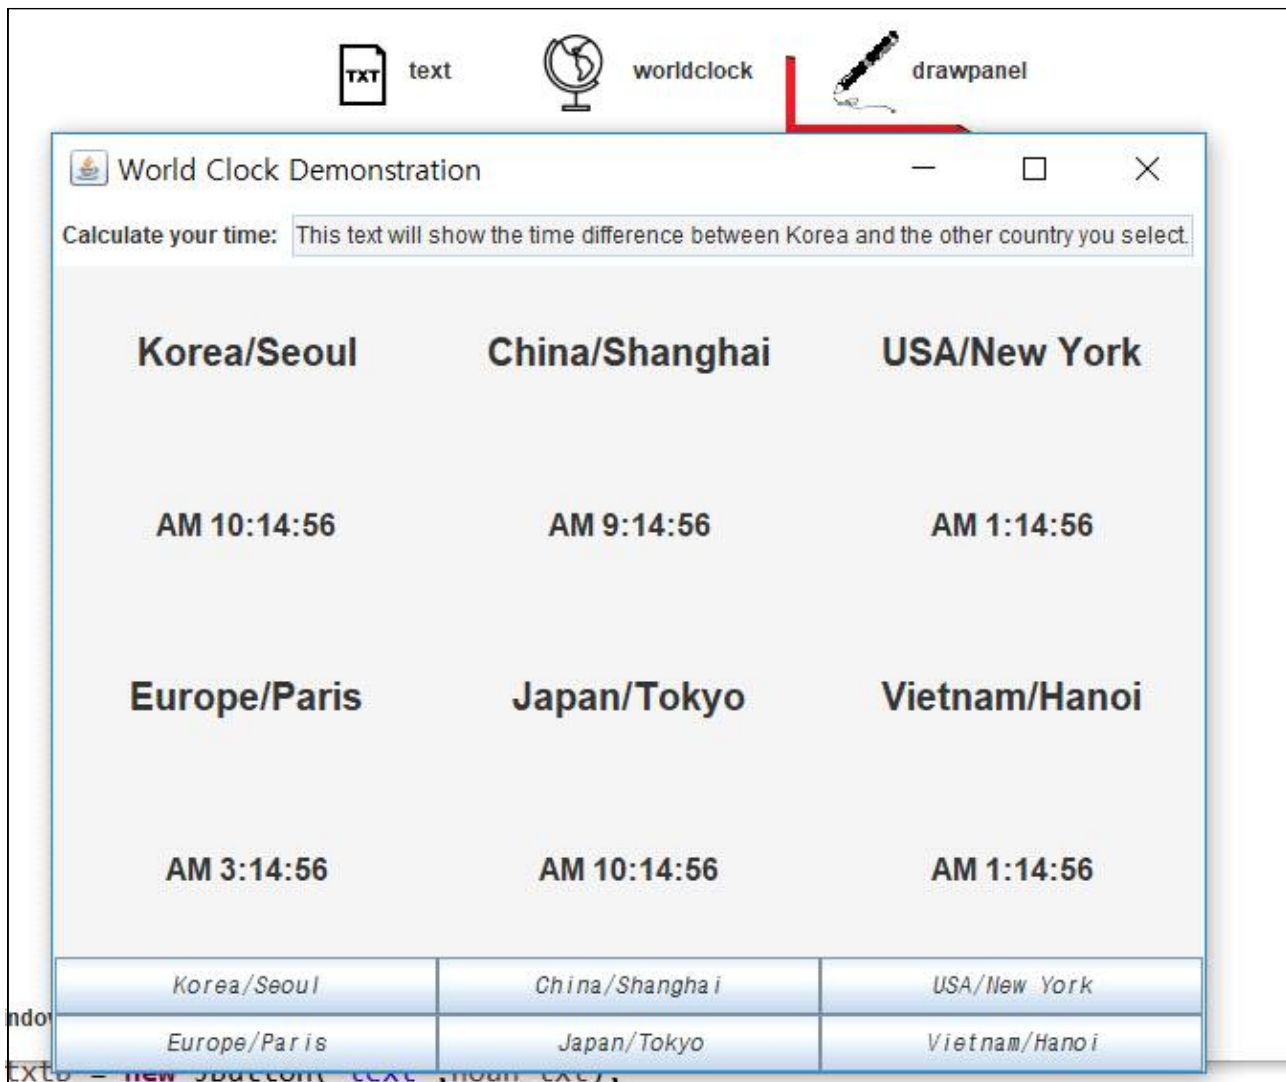 TXT text worldclock drawpanel
World Clock Demonstration
Calculate your time: This text will show the time difference between Korea and the other country you select.
Korea/Seoul China/Shanghai USA/New York
AM 10:14:56 AM 9:14:56 AM 1:14:56
Europe/Paris Japan/Tokyo Vietnam/Hanoi
AM 3:14:56 AM 10:14:56 AM 1:14:56
Korea/Seoul China/Shanghai USA/New York
Europe/Paris Japan/Tokyo Vietnam/Hanoi
= new JButton(